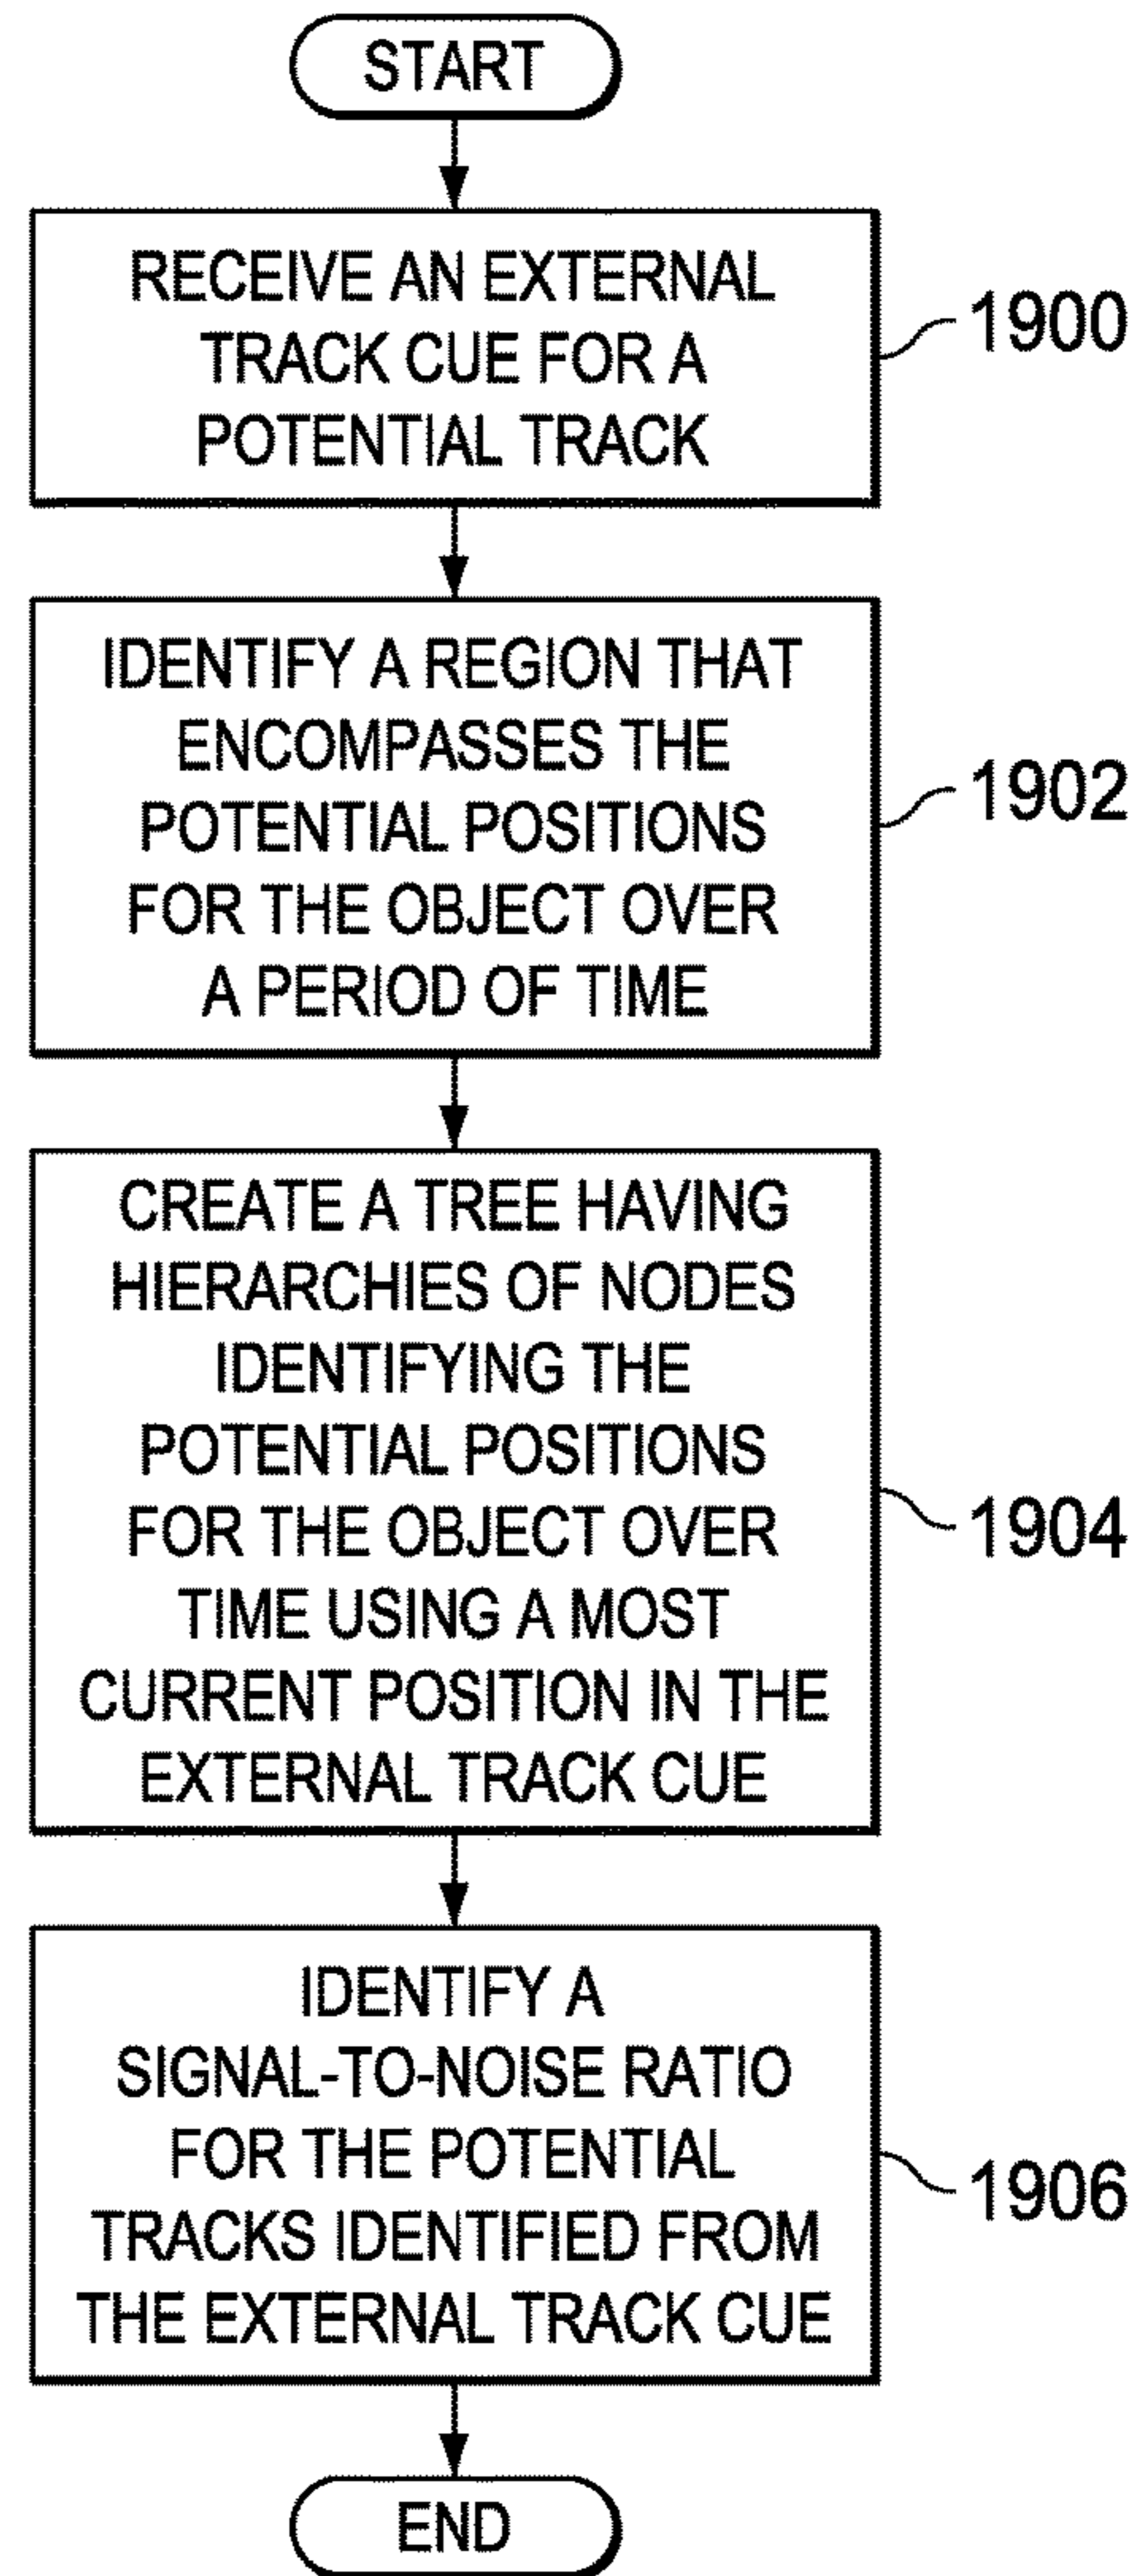 START
RECEIVE AN EXTERNAL
TRACK CUE FOR A
POTENTIAL TRACK
1900
IDENTIFY A REGION THAT
ENCOMPASSES THE
POTENTIAL POSITIONS
FOR THE OBJECT OVER
A PERIOD OF TIME
1902
CREATE A TREE HAVING
HIERARCHIES OF NODES
IDENTIFYING THE
POTENTIAL POSITIONS
FOR THE OBJECT OVER
TIME USING A MOST
CURRENT POSITION IN THE
EXTERNAL TRACK CUE
1904
IDENTIFY A
SIGNAL-TO-NOISE RATIO
FOR THE POTENTIAL
TRACKS IDENTIFIED FROM
THE EXTERNAL TRACK CUE
1906
END